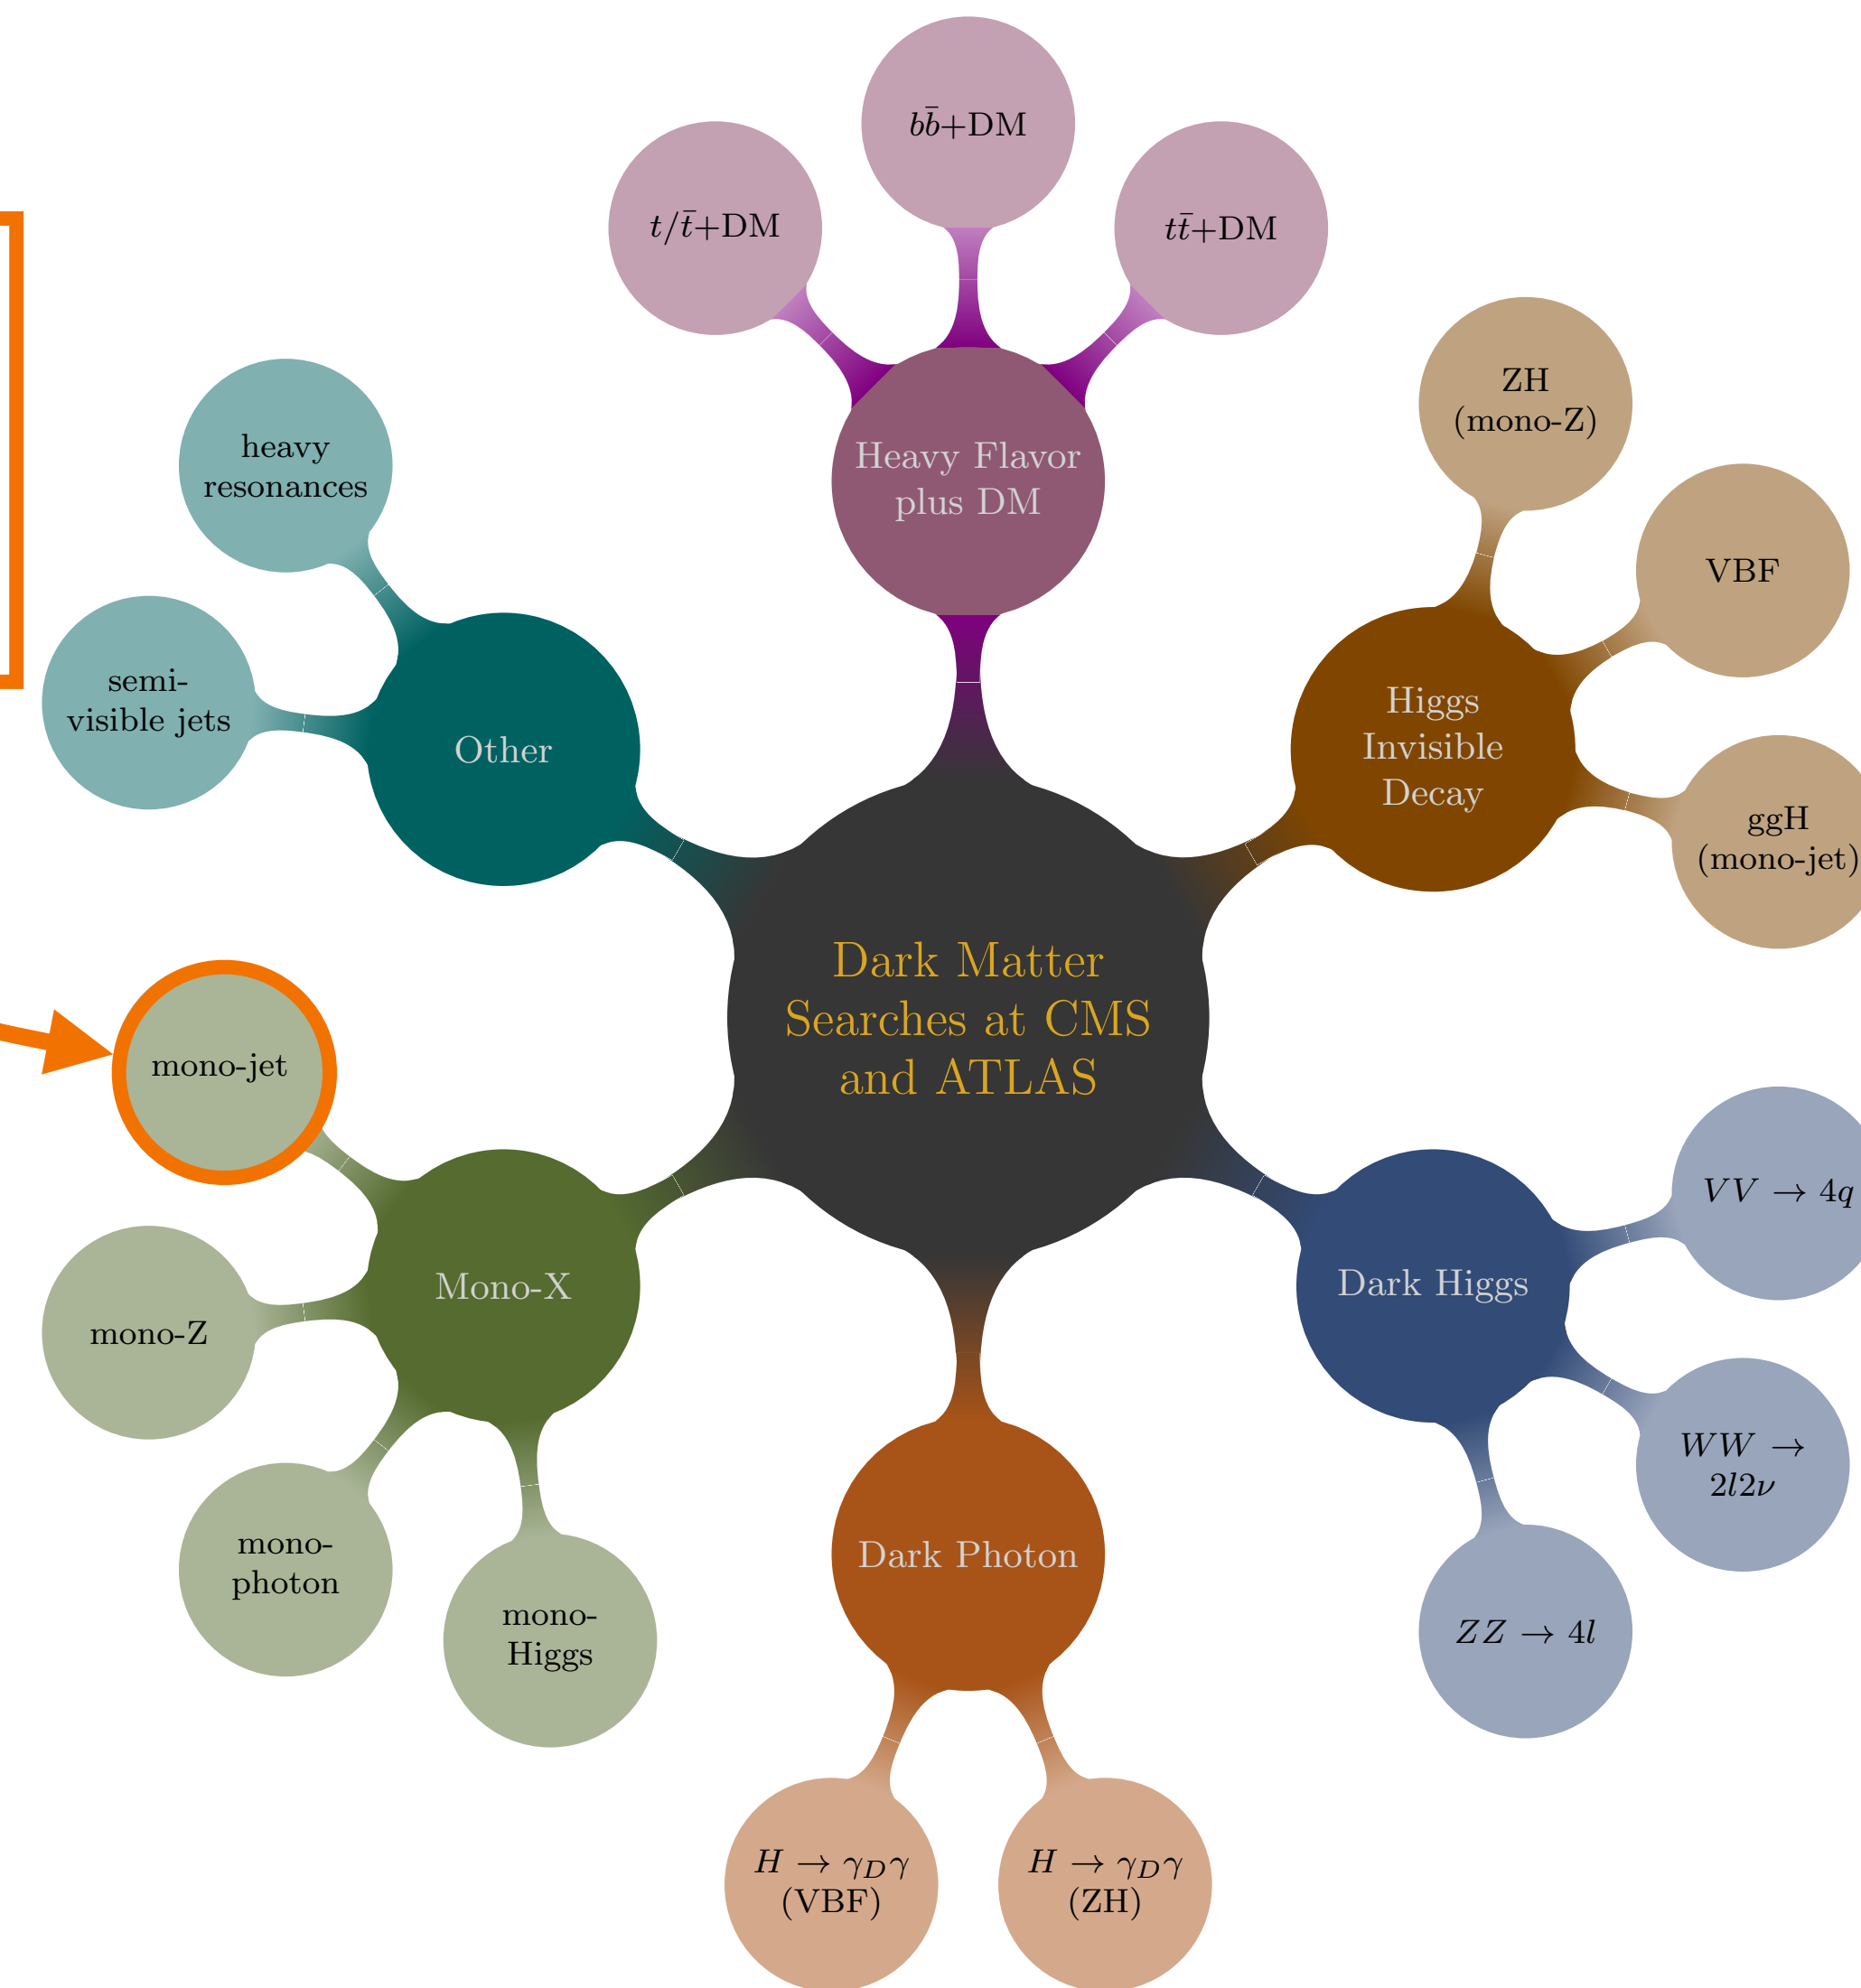 bb̄+DM
t/t̄+DM
tt̄+DM
Heavy Flavor
plus DM
ZH
(mono-Z)
VBF
Higgs
Invisible
Decay
ggH
(mono-jet)
heavy
resonances
semi-
visible jets
Other
Dark Matter
Searches at CMS
and ATLAS
mono-jet
Mono-X
mono-Z
mono-
photon
mono-
Higgs
Dark Higgs
VV → 4q
WW →
2l2ν
ZZ → 4l
Dark Photon
H → γ_Dγ
(VBF)
H → γ_Dγ
(ZH)